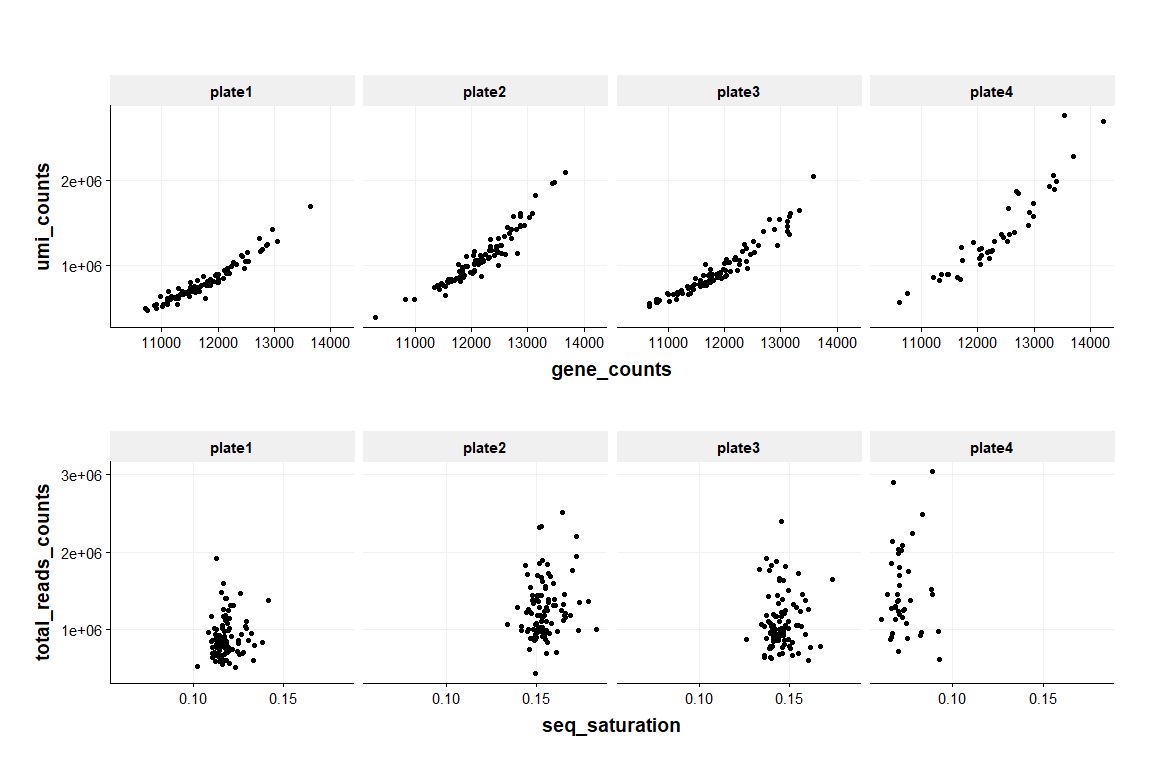 plate1 plate2 plate3 plate4
umi_counts
2e+06
1e+06
11000 12000 13000 14000 11000 12000 13000 14000 11000 12000 13000 14000 11000 12000 13000 14000
gene_counts
plate1 plate2 plate3 plate4
total_reads_counts
3e+06
2e+06
1e+06
0.10 0.15 0.10 0.15 0.10 0.15 0.10 0.15
seq_saturation